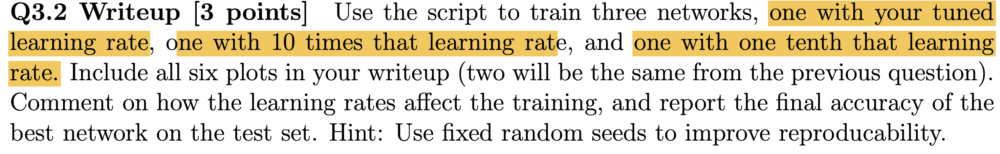 Q3.2 Writeup [3 points] Use the script to train three networks, one with your tuned
learning rate, one with 10 times that learning rate, and one with one tenth that learning
rate. Include all six plots in your writeup (two will be the same from the previous question).
Comment on how the learning rates affect the training, and report the final accuracy of the
best network on the test set. Hint: Use fixed random seeds to improve reproducability.